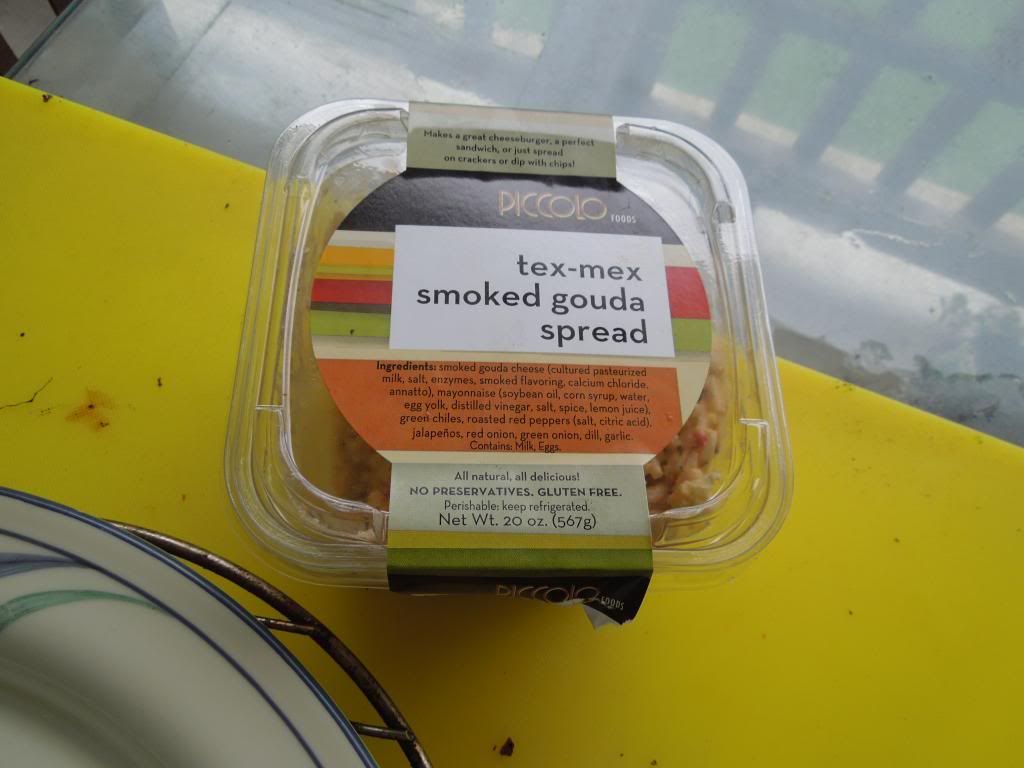 Makes a great cheeseburger, a perfect
sandwich, or just spread
on crackers or dip with chips!
PICCOLO FOODS
tex-mex
smoked gouda
spread
Ingredients: smoked gouda cheese (cultured pasteurized
milk, salt, enzymes, smoked flavoring, calcium chloride,
annatto), mayonnaise (soybean oil, corn syrup, water,
egg yolk, distilled vinegar, salt, spice, lemon juice),
green chiles, roasted red peppers (salt, citric acid),
jalapeños, red onion, green onion, dill, garlic.
Contains: Milk, Eggs.
All natural, all delicious!
NO PRESERVATIVES. GLUTEN FREE.
Perishable: keep refrigerated.
Net Wt. 20 oz. (567g)
PICCOLO FOODS